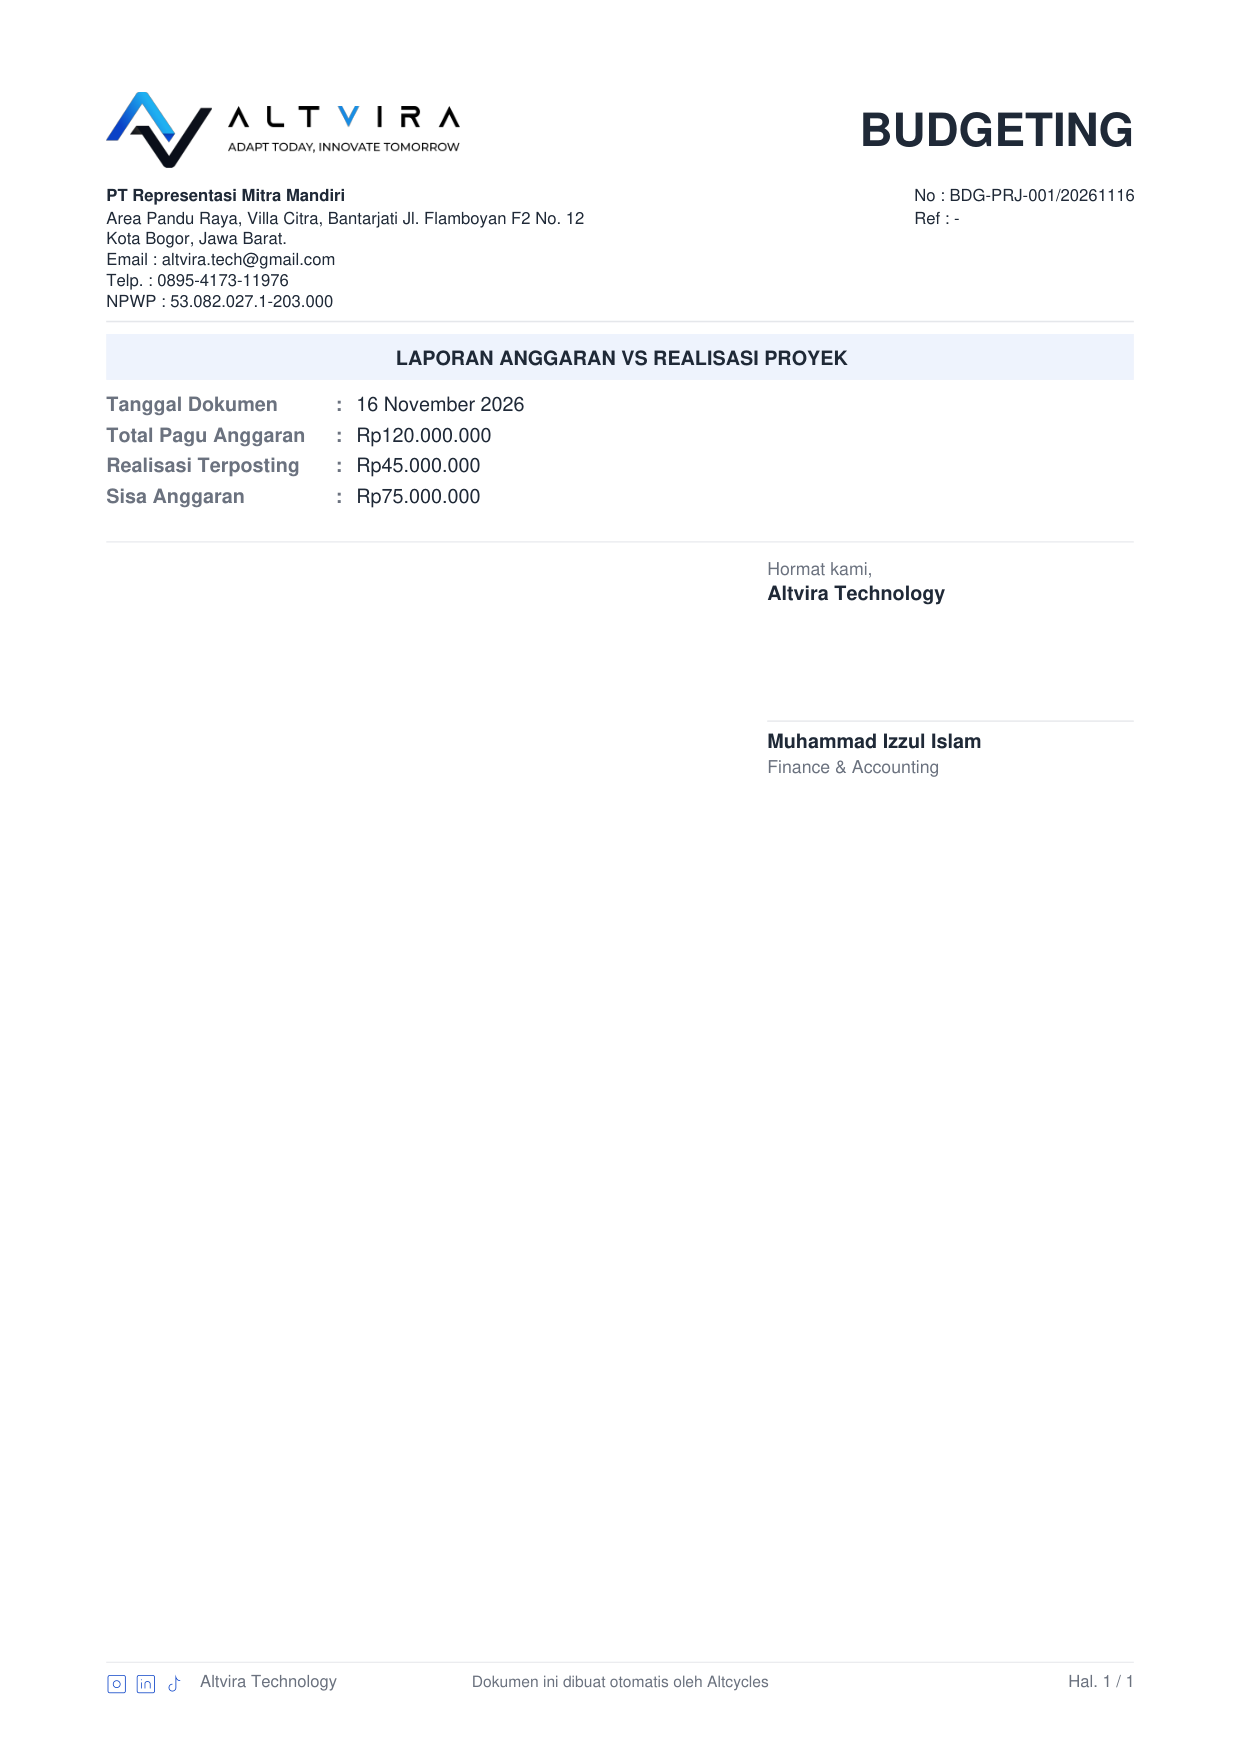 ALTVIRA
ADAPT TODAY, INNOVATE TOMORROW
BUDGETING
PT Representasi Mitra Mandiri
Area Pandu Raya, Villa Citra, Bantarjati Jl. Flamboyan F2 No. 12
Kota Bogor, Jawa Barat.
Email : altvira.tech@gmail.com
Telp. : 0895-4173-11976
NPWP : 53.082.027.1-203.000
No : BDG-PRJ-001/20261116
Ref : -
LAPORAN ANGGARAN VS REALISASI PROYEK
Tanggal Dokumen : 16 November 2026
Total Pagu Anggaran : Rp120.000.000
Realisasi Terposting : Rp45.000.000
Sisa Anggaran : Rp75.000.000
Hormat kami,
Altvira Technology
Muhammad Izzul Islam
Finance & Accounting
Altvira Technology Dokumen ini dibuat otomatis oleh Altcycles Hal. 1 / 1